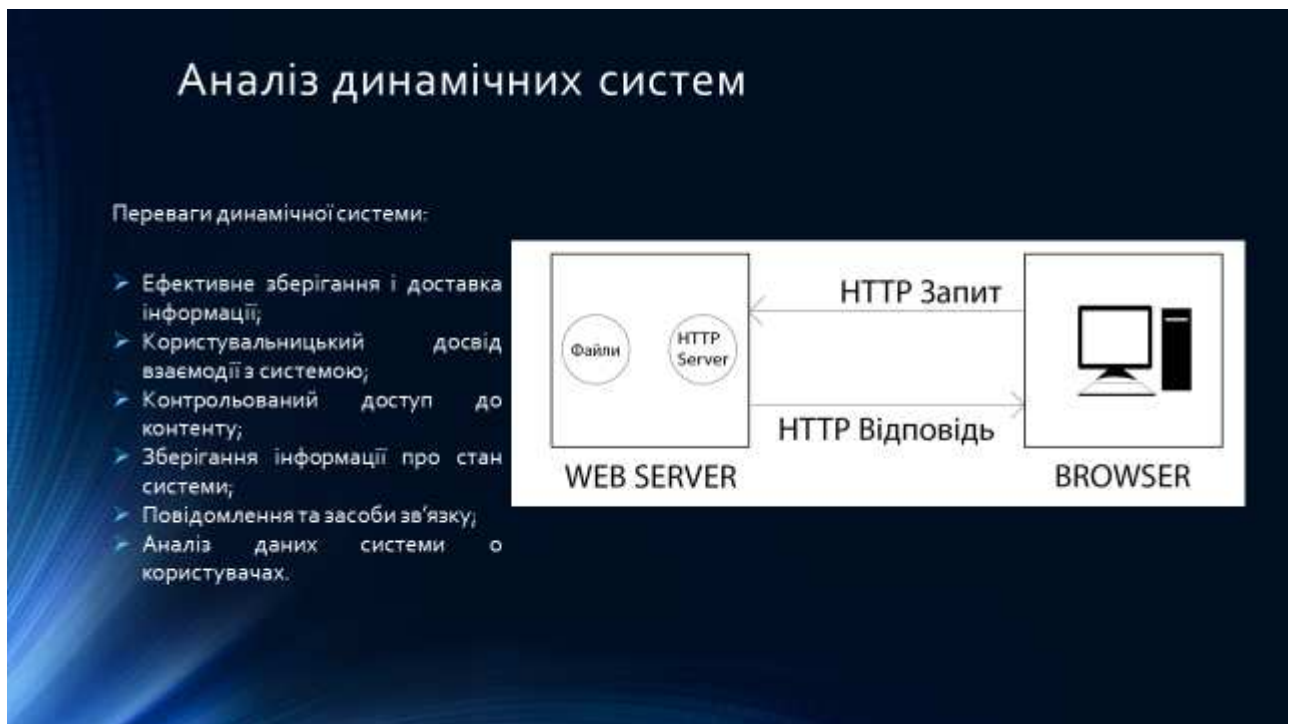 Аналіз динамічних систем
Переваги динамічної системи:
➤ Ефективне зберігання і доставка
інформації;
➤ Користувальницький досвід
взаємодії з системою;
➤ Контрольований доступ до
контенту;
➤ Зберігання інформації про стан
системи;
➤ Повідомлення та засоби зв’язку;
➤ Аналіз даних системи о
користувачах.
HTTP Запит
Файли
HTTP
Server
HTTP Відповідь
WEB SERVER
BROWSER